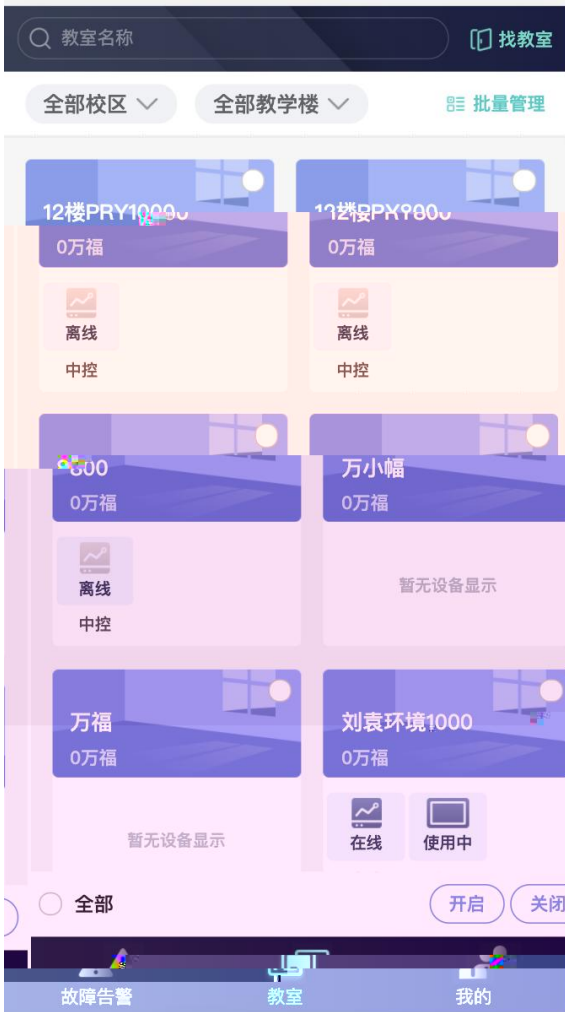 教室名称
找教室
全部校区
全部教学楼
批量管理
0万福
0万福
离线
离线
中控
中控
万小幅
0万福
0万福
离线
暂无设备显示
中控
万福
刘袁环境1000
0万福
0万福
暂无设备显示
在线
使用中
全部
开启
关闭
故障告警
教室
我的